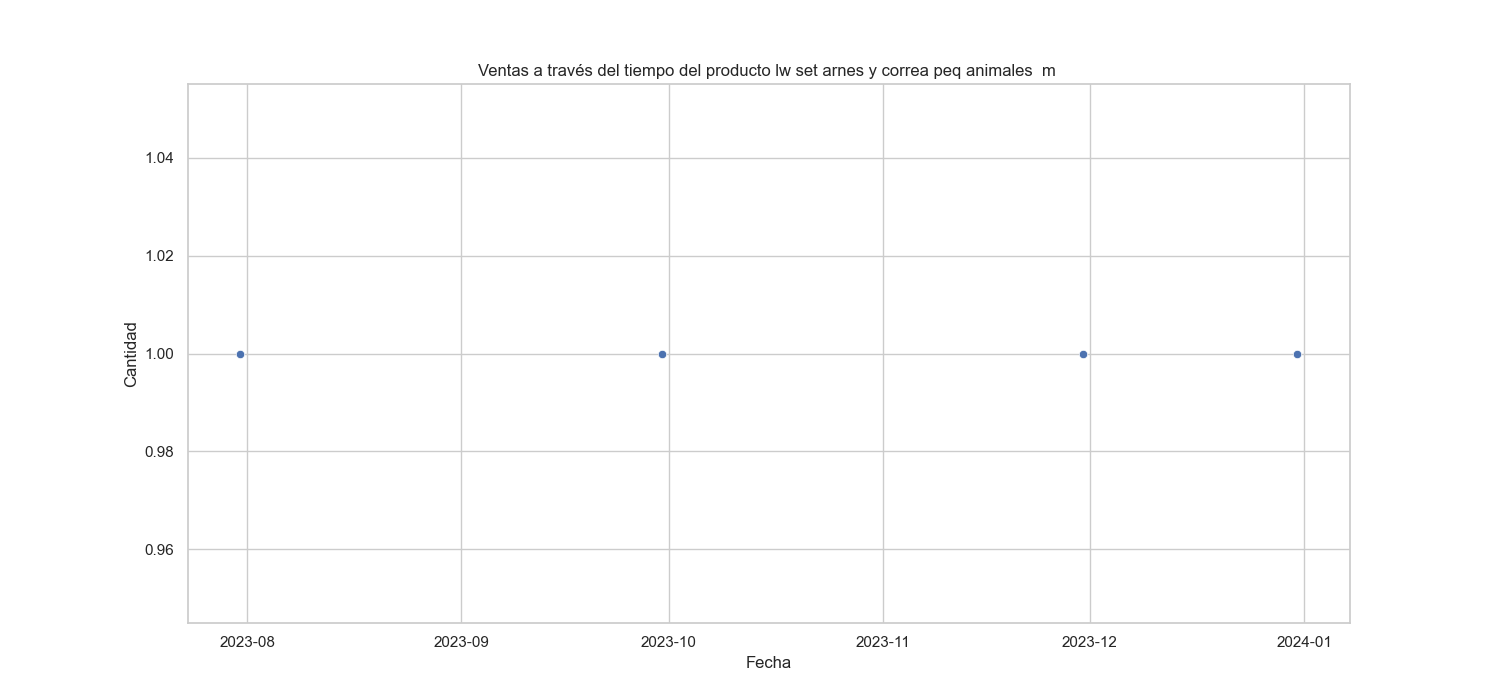 Ventas a través del tiempo del producto lw set arnes y correa peq animales  m
1.04
1.02
1.00
0.98
0.96
Cantidad
2023-08 2023-09 2023-10 2023-11 2023-12 2024-01
Fecha